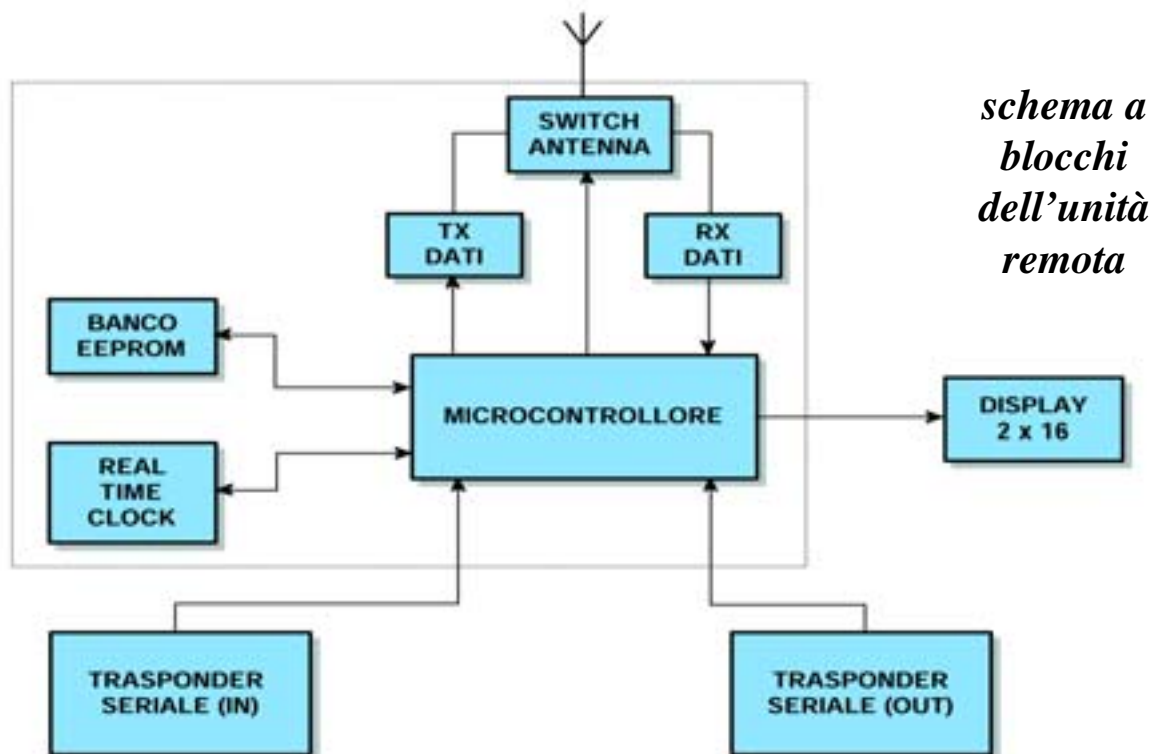 SWITCH
ANTENNA
schema a
blocchi
dell'unità
remota
TX
DATI
RX
DATI
BANCO
EEPROM
MICROCONTROLLORE
DISPLAY
2 x 16
REAL
TIME
CLOCK
TRASPONDER
SERIALE (IN)
TRASPONDER
SERIALE (OUT)